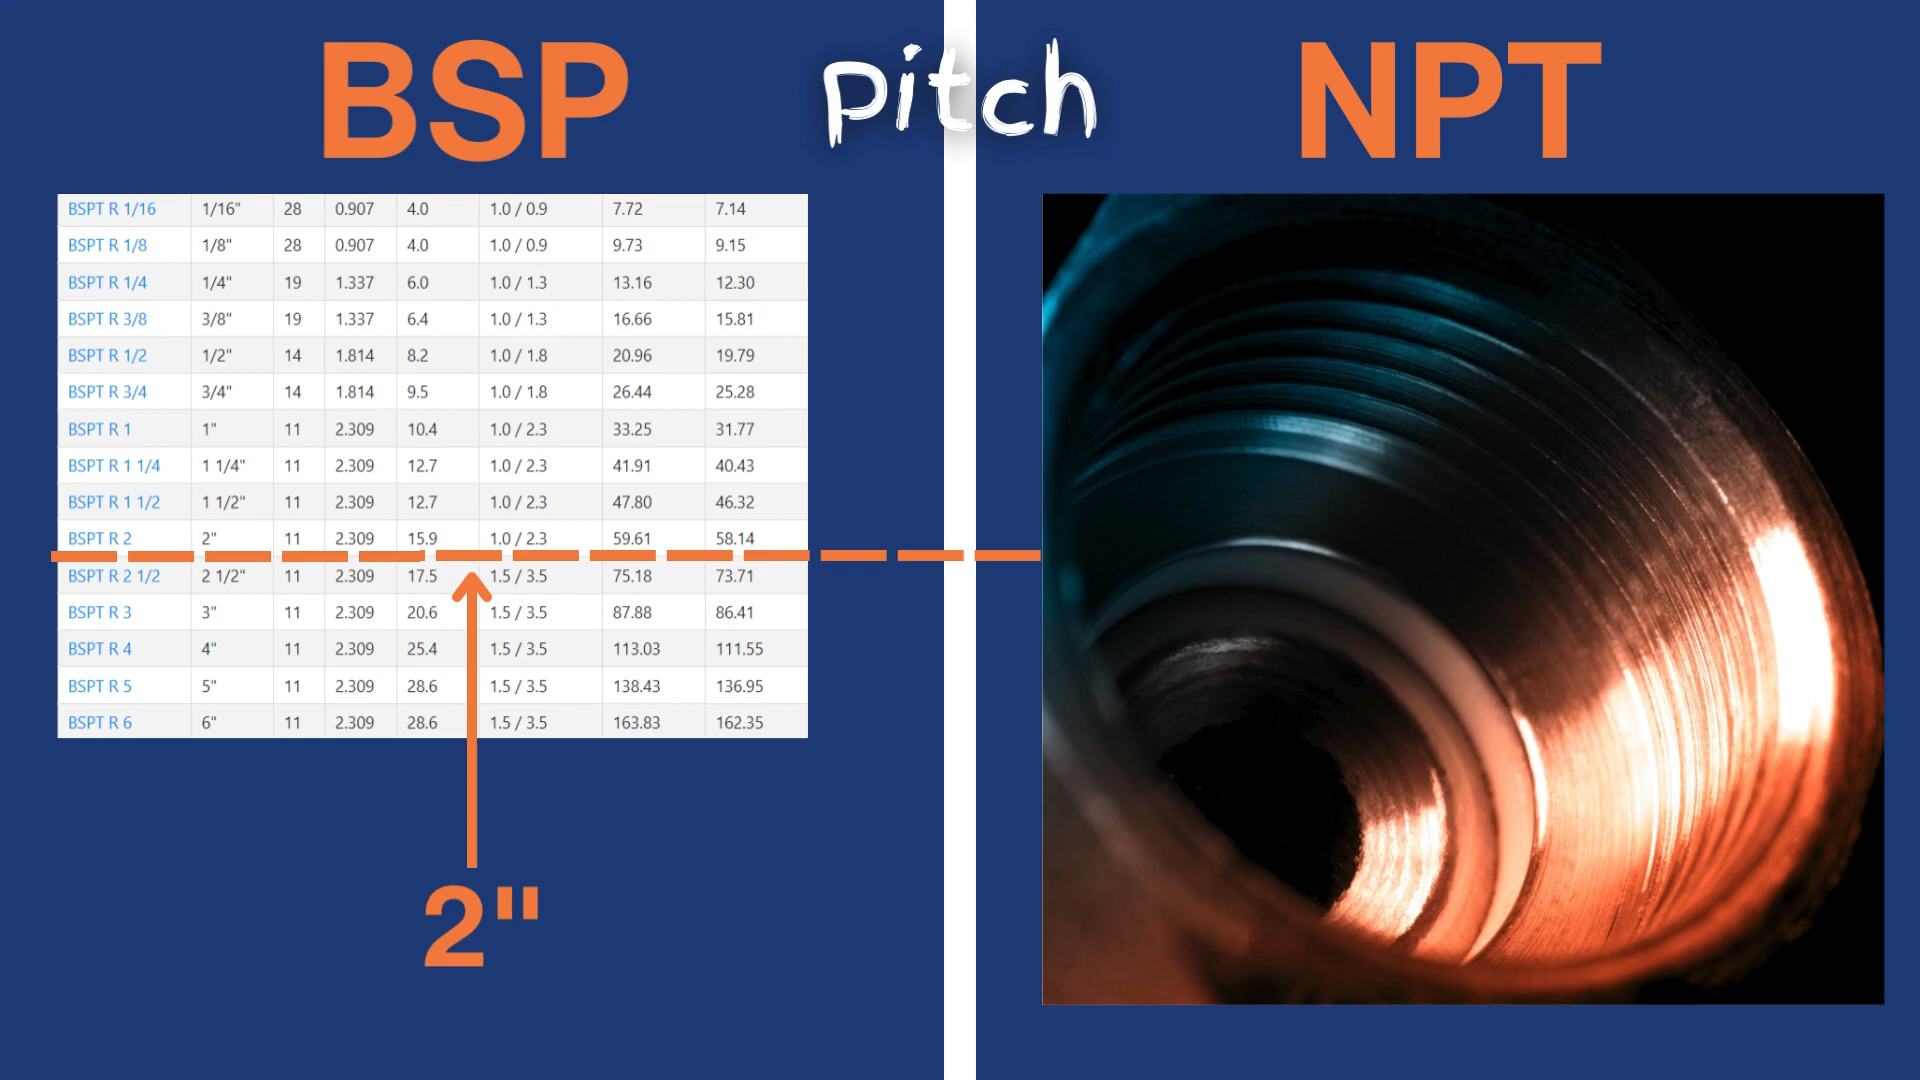 BSP
Pitch
NPT
BSPT R 1/16 1/16" 28 0.907 4.0 1.0 / 0.9 7.72 7.14
BSPT R 1/8 1/8" 28 0.907 4.0 1.0 / 0.9 9.73 9.15
BSPT R 1/4 1/4" 19 1.337 6.0 1.0 / 1.3 13.16 12.30
BSPT R 3/8 3/8" 19 1.337 6.4 1.0 / 1.3 16.66 15.81
BSPT R 1/2 1/2" 14 1.814 8.2 1.0 / 1.8 20.96 19.79
BSPT R 3/4 3/4" 14 1.814 9.5 1.0 / 1.8 26.44 25.28
BSPT R 1 1" 11 2.309 10.4 1.0 / 2.3 33.25 31.77
BSPT R 1 1/4 1 1/4" 11 2.309 12.7 1.0 / 2.3 41.91 40.43
BSPT R 1 1/2 1 1/2" 11 2.309 12.7 1.0 / 2.3 47.80 46.32
BSPT R 2 2" 11 2.309 15.9 1.0 / 2.3 59.61 58.14
BSPT R 2 1/2 2 1/2" 11 2.309 17.5 1.5 / 3.5 75.18 73.71
BSPT R 3 3" 11 2.309 20.6 1.5 / 3.5 87.88 86.41
BSPT R 4 4" 11 2.309 25.4 1.5 / 3.5 113.03 111.55
BSPT R 5 5" 11 2.309 28.6 1.5 / 3.5 138.43 136.95
BSPT R 6 6" 11 2.309 28.6 1.5 / 3.5 163.83 162.35
2"